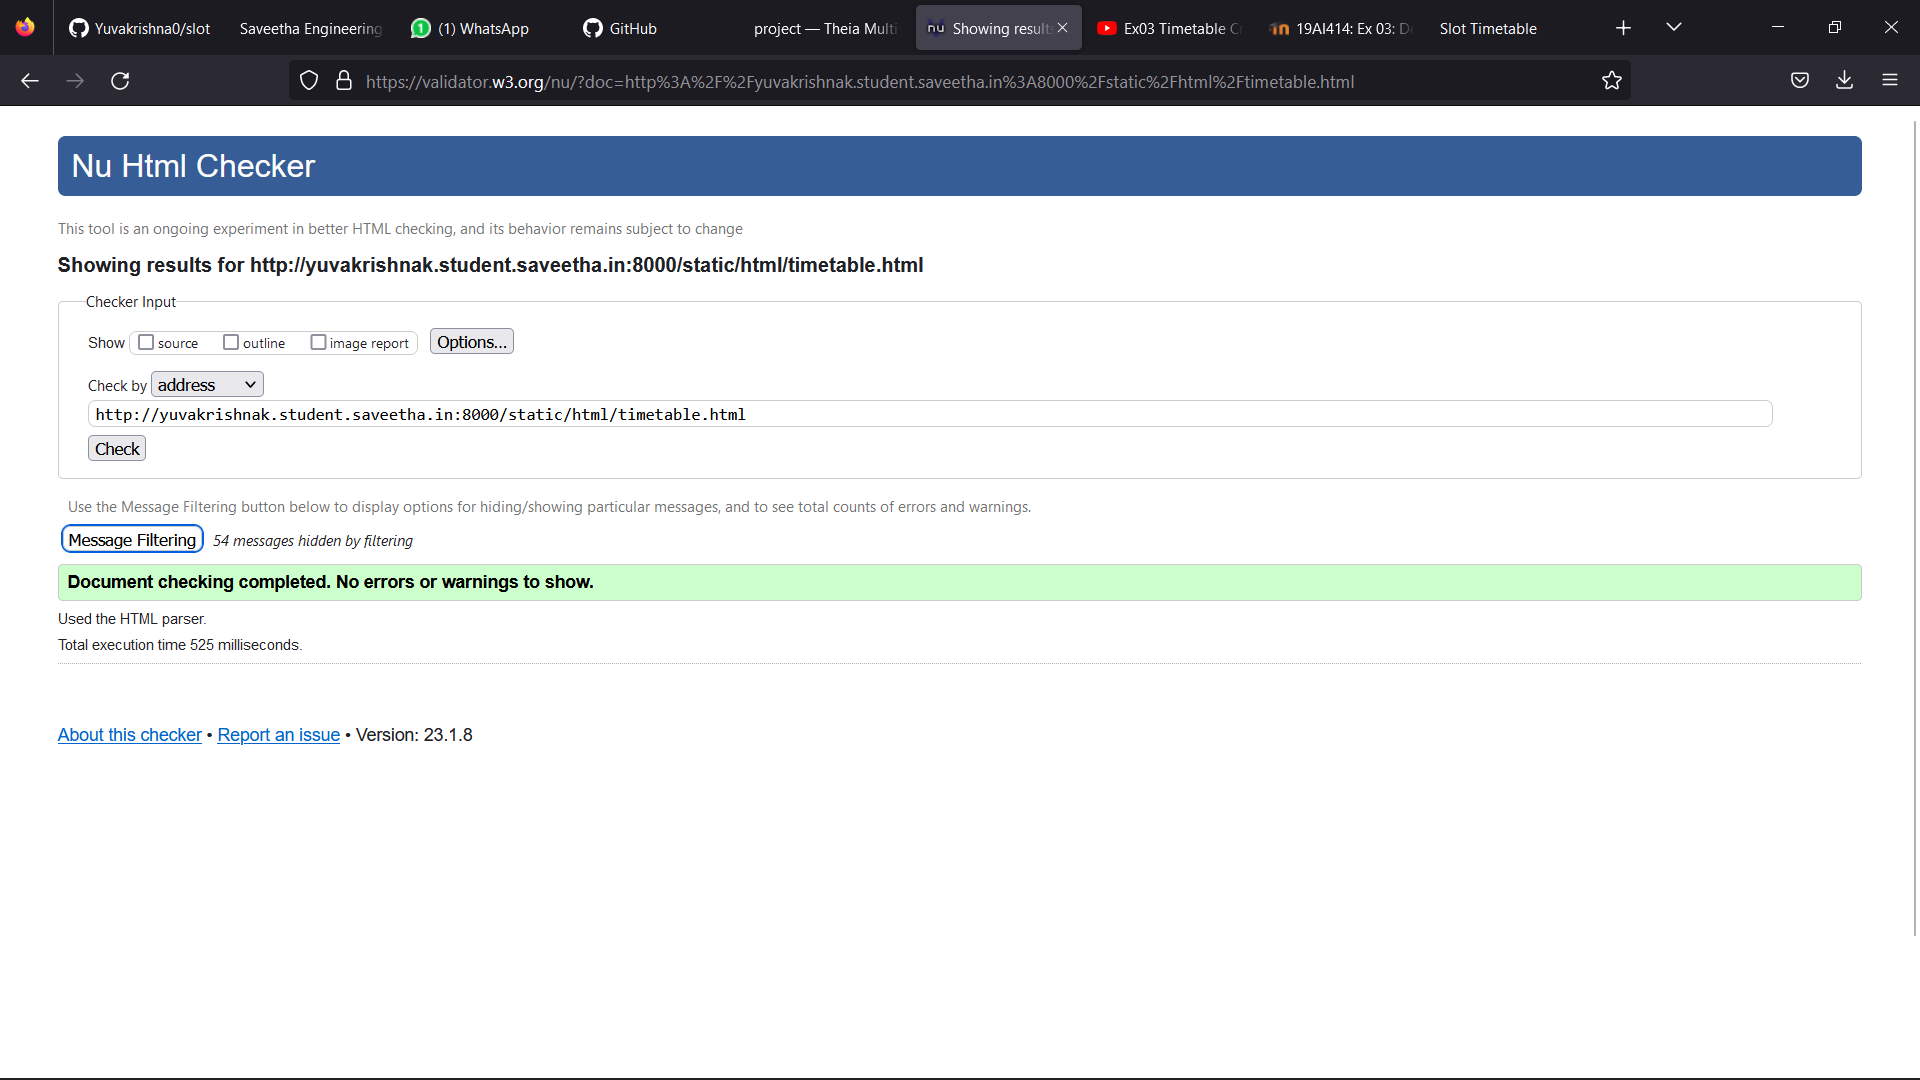 Yuvakrishna0/slot
Saveetha Engineering
(1) WhatsApp
GitHub
project — Theia Multi
nu Showing results
Ex03 Timetable C
19AI414: Ex 03: D
Slot Timetable
https://validator.w3.org/nu/?doc=http%3A%2F%2Fyuvakrishnak.student.saveetha.in%3A8000%2Fstatic%2Fhtml%2Ftimetable.html
Nu Html Checker
This tool is an ongoing experiment in better HTML checking, and its behavior remains subject to change
Showing results for http://yuvakrishnak.student.saveetha.in:8000/static/html/timetable.html
Checker Input
Show source outline image report Options...
Check by address
http://yuvakrishnak.student.saveetha.in:8000/static/html/timetable.html
Check
Use the Message Filtering button below to display options for hiding/showing particular messages, and to see total counts of errors and warnings.
Message Filtering 54 messages hidden by filtering
Document checking completed. No errors or warnings to show.
Used the HTML parser.
Total execution time 525 milliseconds.
About this checker • Report an issue • Version: 23.1.8